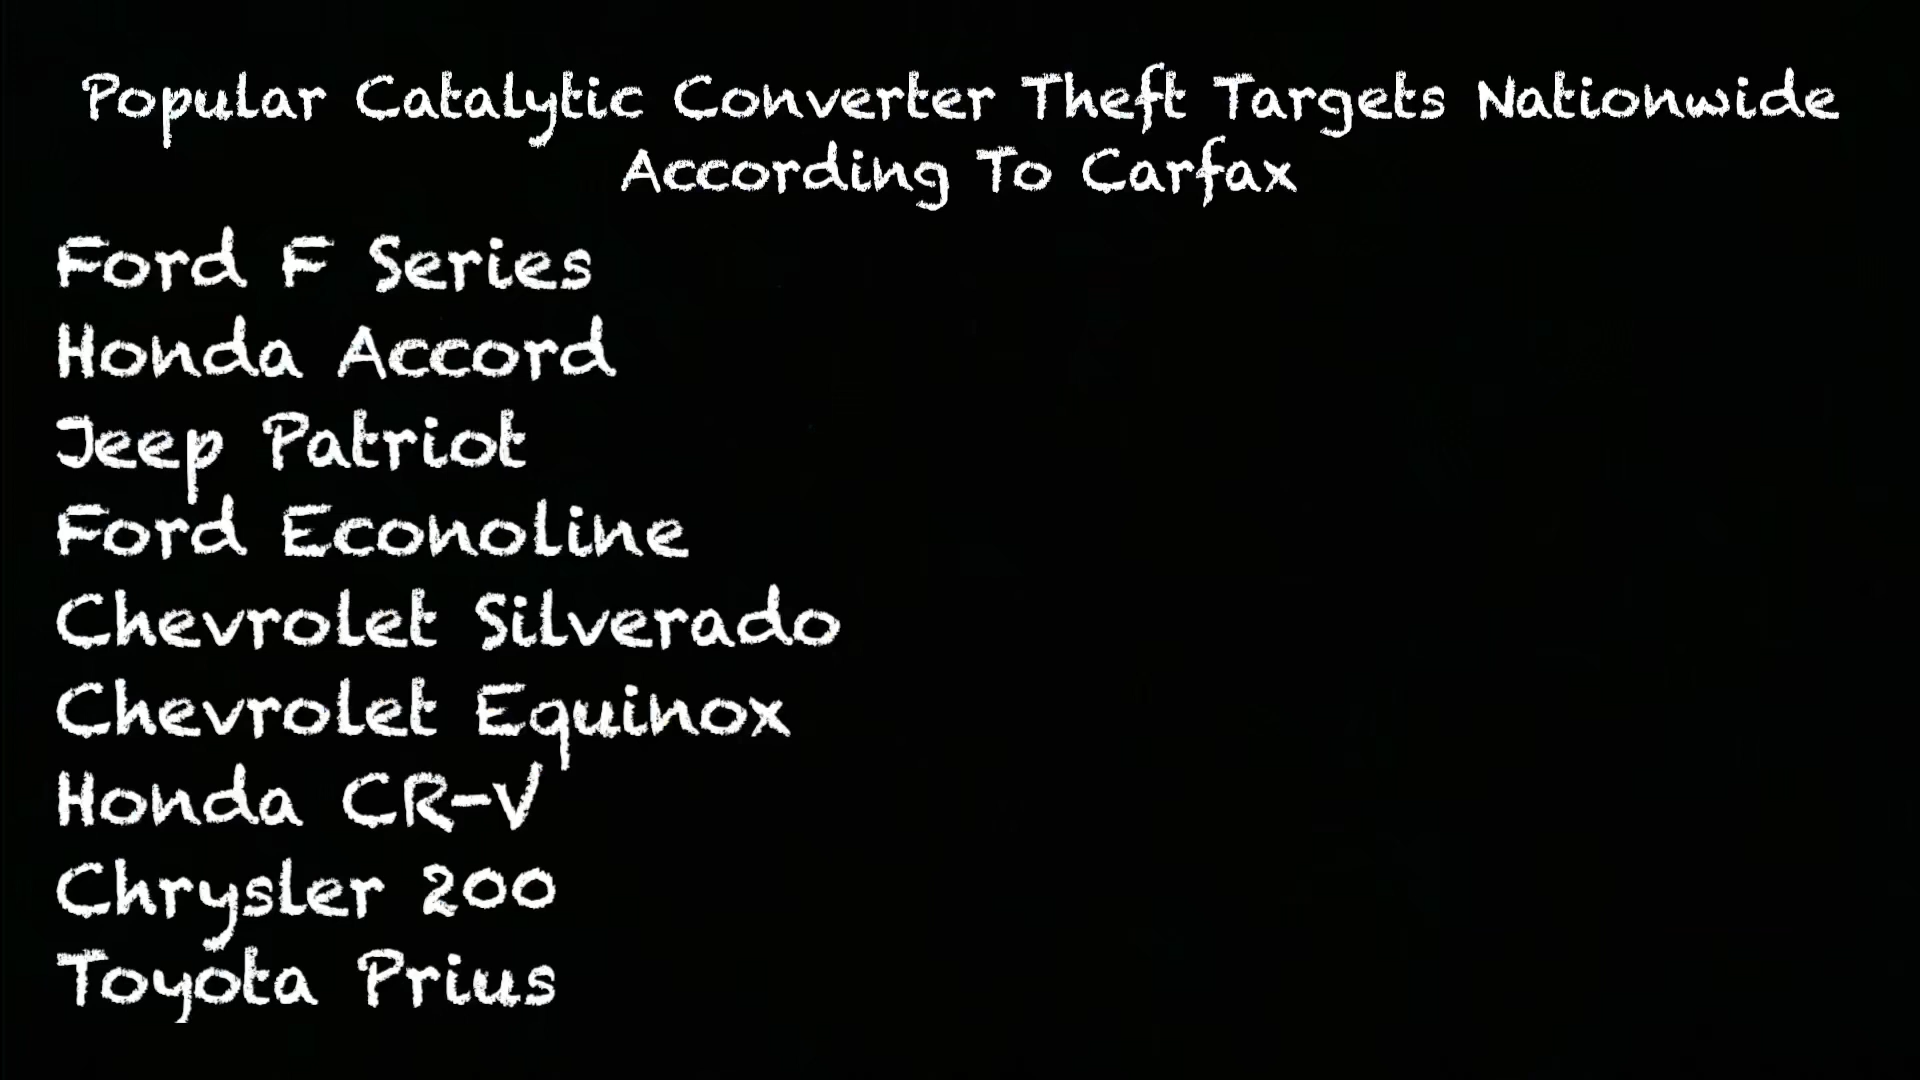 Popular Catalytic Converter Theft Targets Nationwide
According To Carfax
Ford F Series
Honda Accord
Jeep Patriot
Ford Econoline
Chevrolet Silverado
Chevrolet Equinox
Honda CR-V
Chrysler 200
Toyota Prius